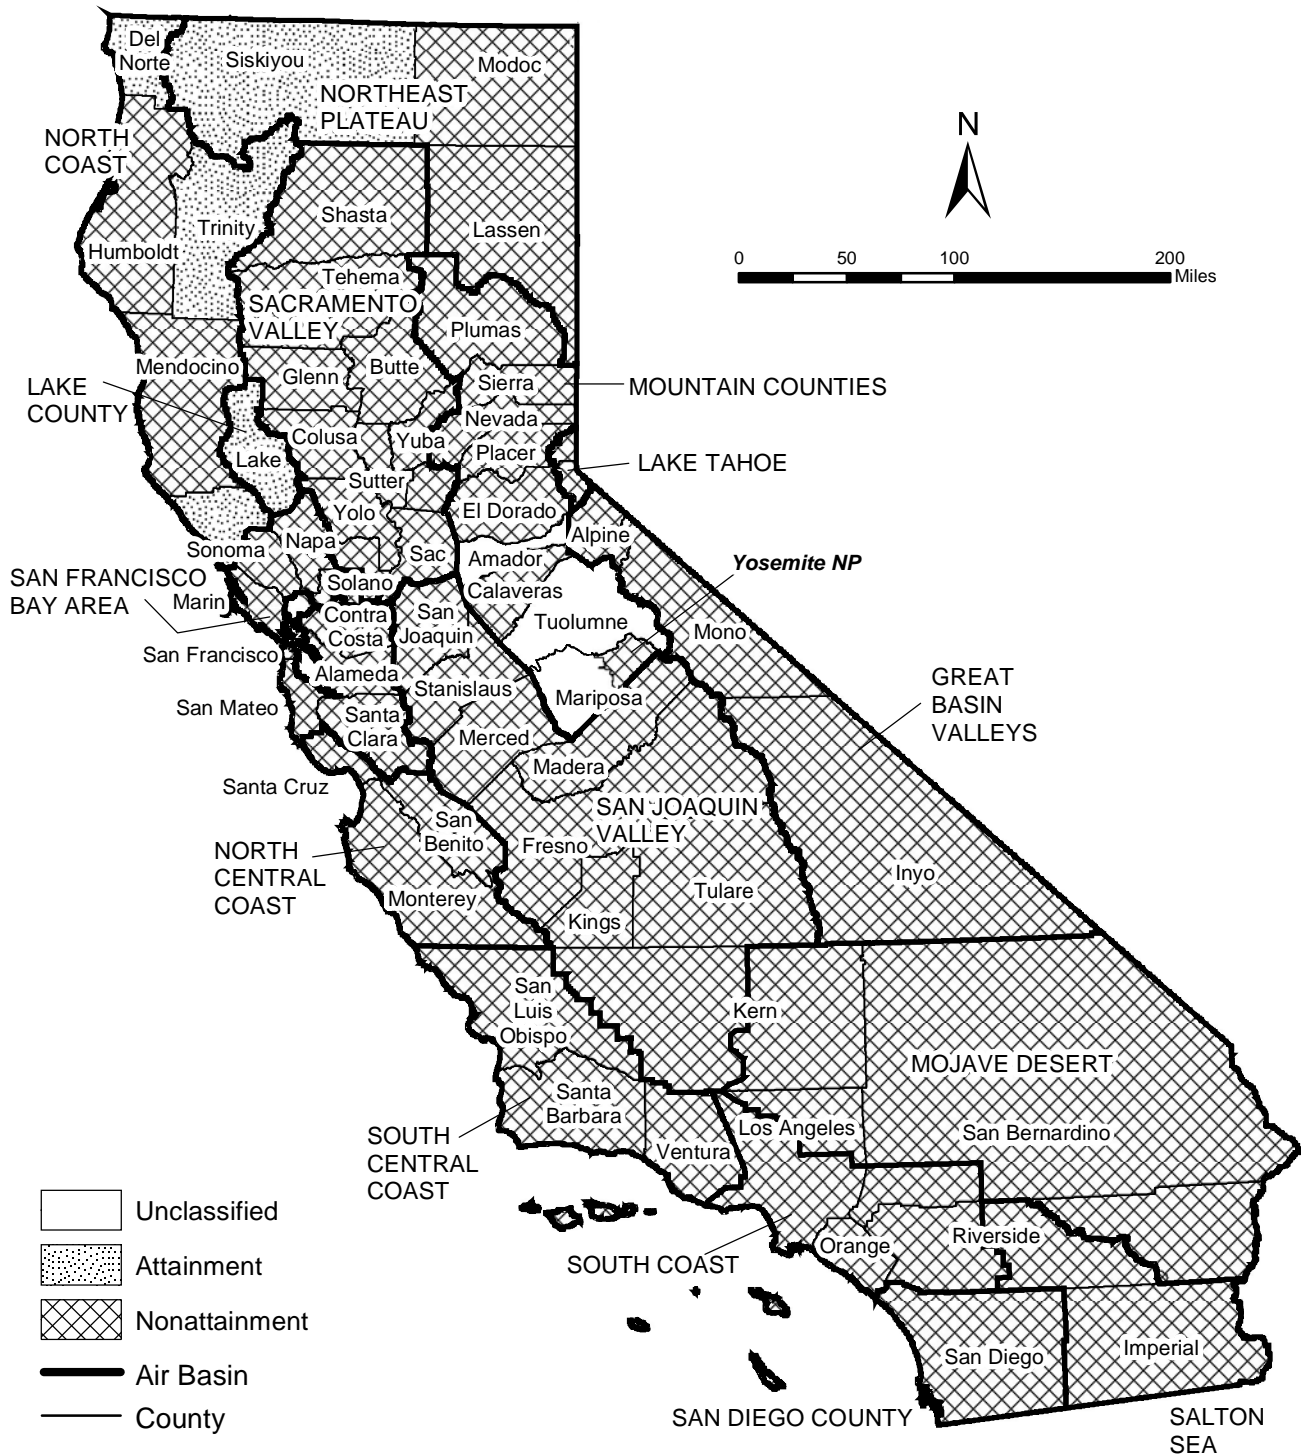 Del
Norte
Siskiyou
Modoc
NORTHEAST
PLATEAU
NORTH
COAST
N
Trinity
Shasta
Lassen
Humboldt
0
50
100
200
Miles
Tehema
SACRAMENTO
VALLEY
Plumas
Mendocino
Glenn
Butte
Sierra
MOUNTAIN COUNTIES
LAKE
COUNTY
Nevada
Colusa
Yuba
Placer
Lake
LAKE TAHOE
Sutter
Yolo
El Dorado
Napa
Alpine
Sonoma
Sac
Amador
Yosemite NP
SAN FRANCISCO
BAY AREA
Solano
Calaveras
Marin
Contra
Costa
San
Joaquin
Tuolumne
Mono
San Francisco
Alameda
Stanislaus
Mariposa
GREAT
BASIN
VALLEYS
San Mateo
Santa
Clara
Merced
Madera
Santa Cruz
SAN JOAQUIN
VALLEY
San
Benito
Fresno
NORTH
CENTRAL
COAST
Inyo
Monterey
Tulare
Kings
San
Luis
Obispo
Kern
MOJAVE DESERT
Santa
Barbara
Los Angeles
San Bernardino
SOUTH
CENTRAL
COAST
Ventura
Unclassified
Riverside
Orange
SOUTH COAST
Attainment
Nonattainment
San Diego
Imperial
Air Basin
County
SAN DIEGO COUNTY
SALTON
SEA